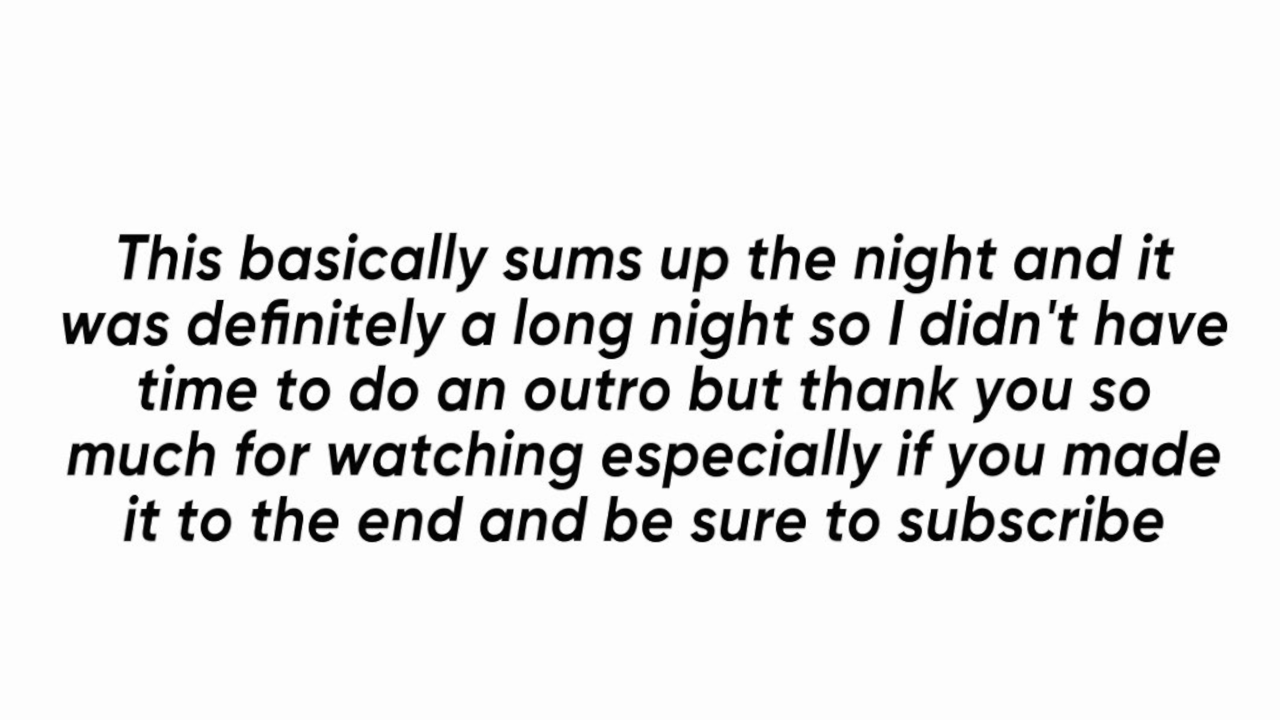 This basically sums up the night and it
was definitely a long night so I didn't have
time to do an outro but thank you so
much for watching especially if you made
it to the end and be sure to subscribe